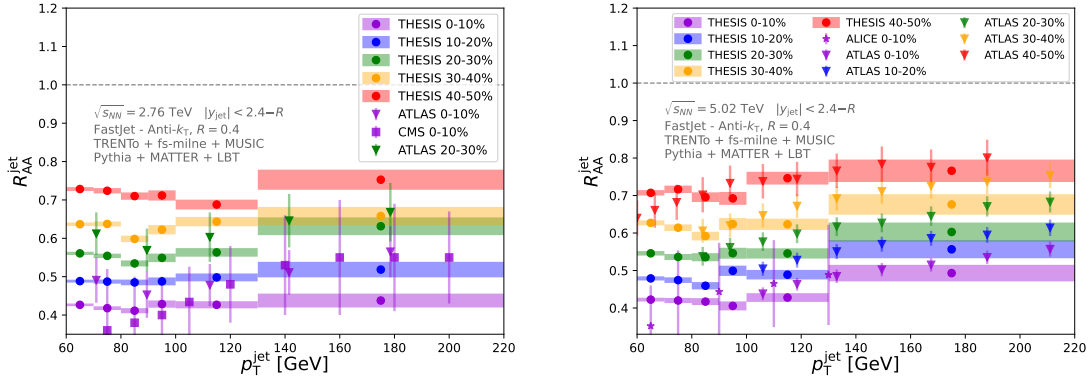 1.2
1.1
1.0
0.9
0.8
0.7
0.6
0.5
0.4
R_AA^jet
THESIS 0-10%
THESIS 10-20%
THESIS 20-30%
THESIS 30-40%
THESIS 40-50%
ATLAS 0-10%
CMS 0-10%
ATLAS 20-30%
√s_NN = 2.76 TeV |y_jet| < 2.4−R
FastJet - Anti-k_T, R = 0.4
TRENTo + fs-milne + MUSIC
Pythia + MATTER + LBT
60 80 100 120 140 160 180 200 220
p_T^jet [GeV]
1.2
1.1
1.0
0.9
0.8
0.7
0.6
0.5
0.4
R_AA^jet
THESIS 0-10%
THESIS 10-20%
THESIS 20-30%
THESIS 30-40%
THESIS 40-50%
ALICE 0-10%
ATLAS 0-10%
ATLAS 10-20%
ATLAS 20-30%
ATLAS 30-40%
ATLAS 40-50%
√s_NN = 5.02 TeV |y_jet| < 2.4−R
FastJet - Anti-k_T, R = 0.4
TRENTo + fs-milne + MUSIC
Pythia + MATTER + LBT
60 80 100 120 140 160 180 200 220
p_T^jet [GeV]